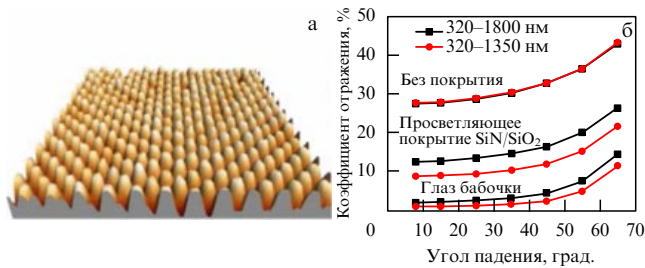 а
б
Коэффициент отражения, %
50
40
30
20
10
0
320–1800 нм
320–1350 нм
Без покрытия
Просветляющее
покрытие SiN/SiO₂
Глаз бабочки
10 20 30 40 50 60 70
Угол падения, град.